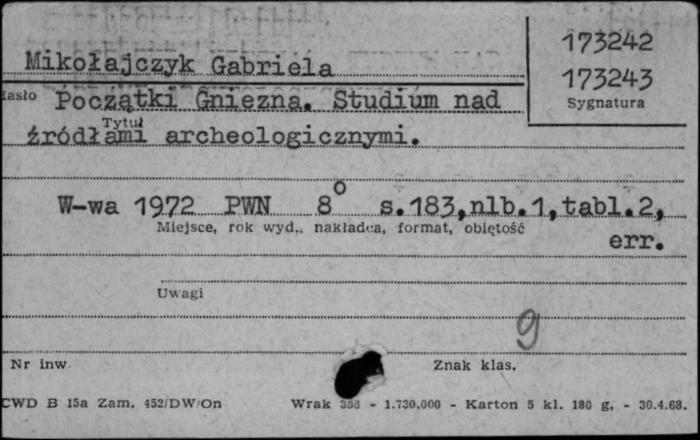 173242
Mikołajczyk Gabriela
173243
Sygnatura
Hasło Początki Gniezna. Studium nad
Tytuł
źródłami archeologicznymi.
W-wa 1972 PWN 8° s.183,nlb.1,tabl.2,
Miejsce, rok wyd., nakładca, format, objętość
err.
Uwagi
9
Nr inw. Znak klas.
CWD B 15a Zam. 452/DW/On Wrak - 1.730.000 - Karton 5 kl. 180 g. - 30.4.68.